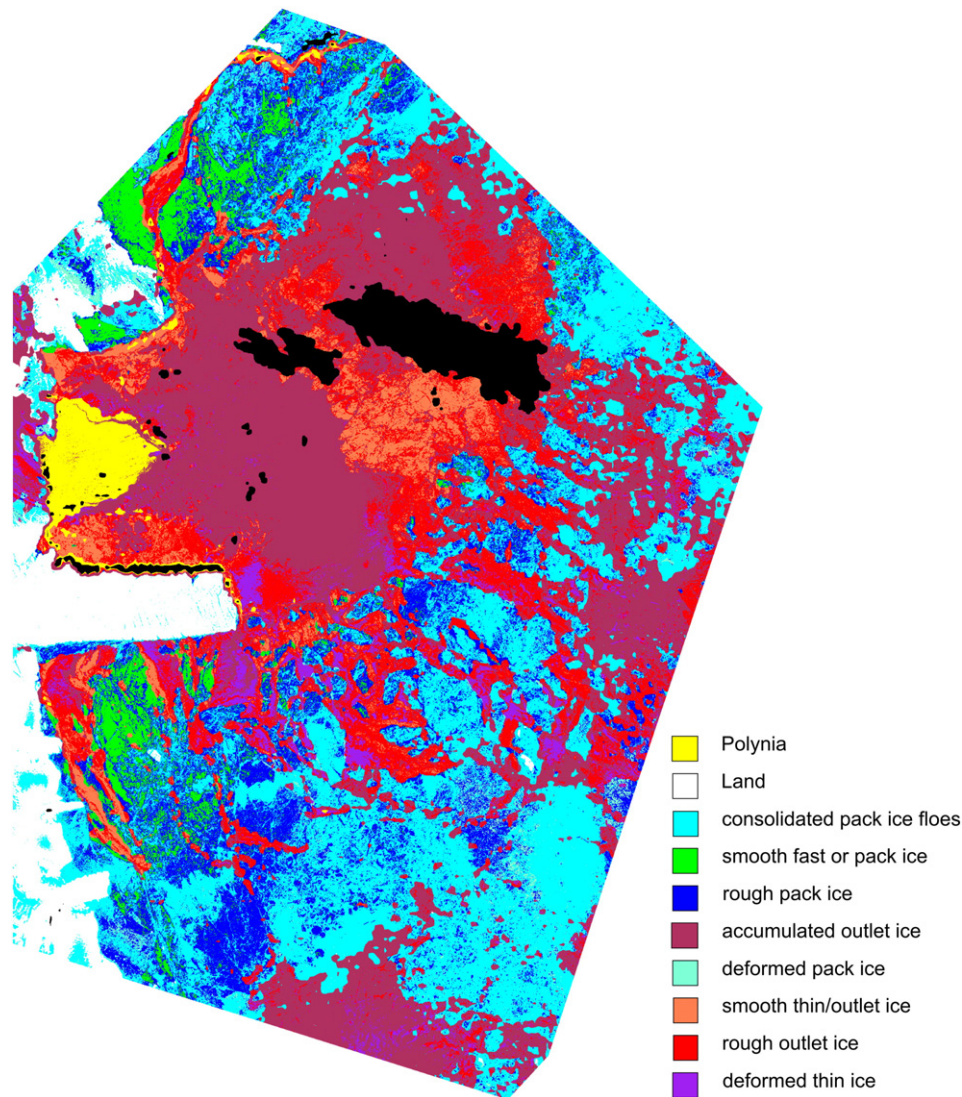 Polynia
Land
consolidated pack ice floes
smooth fast or pack ice
rough pack ice
accumulated outlet ice
deformed pack ice
smooth thin/outlet ice
rough outlet ice
deformed thin ice